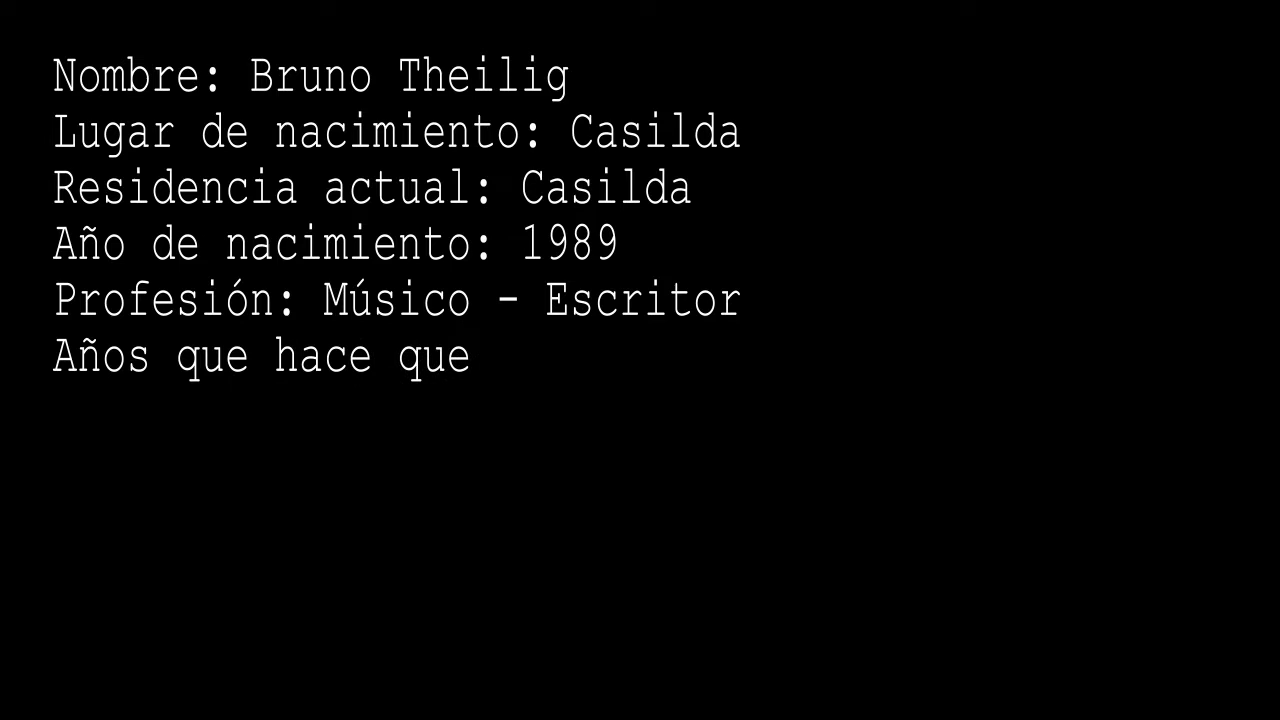 Nombre: Bruno Theilig
Lugar de nacimiento: Casilda
Residencia actual: Casilda
Año de nacimiento: 1989
Profesión: Músico - Escritor
Años que hace que